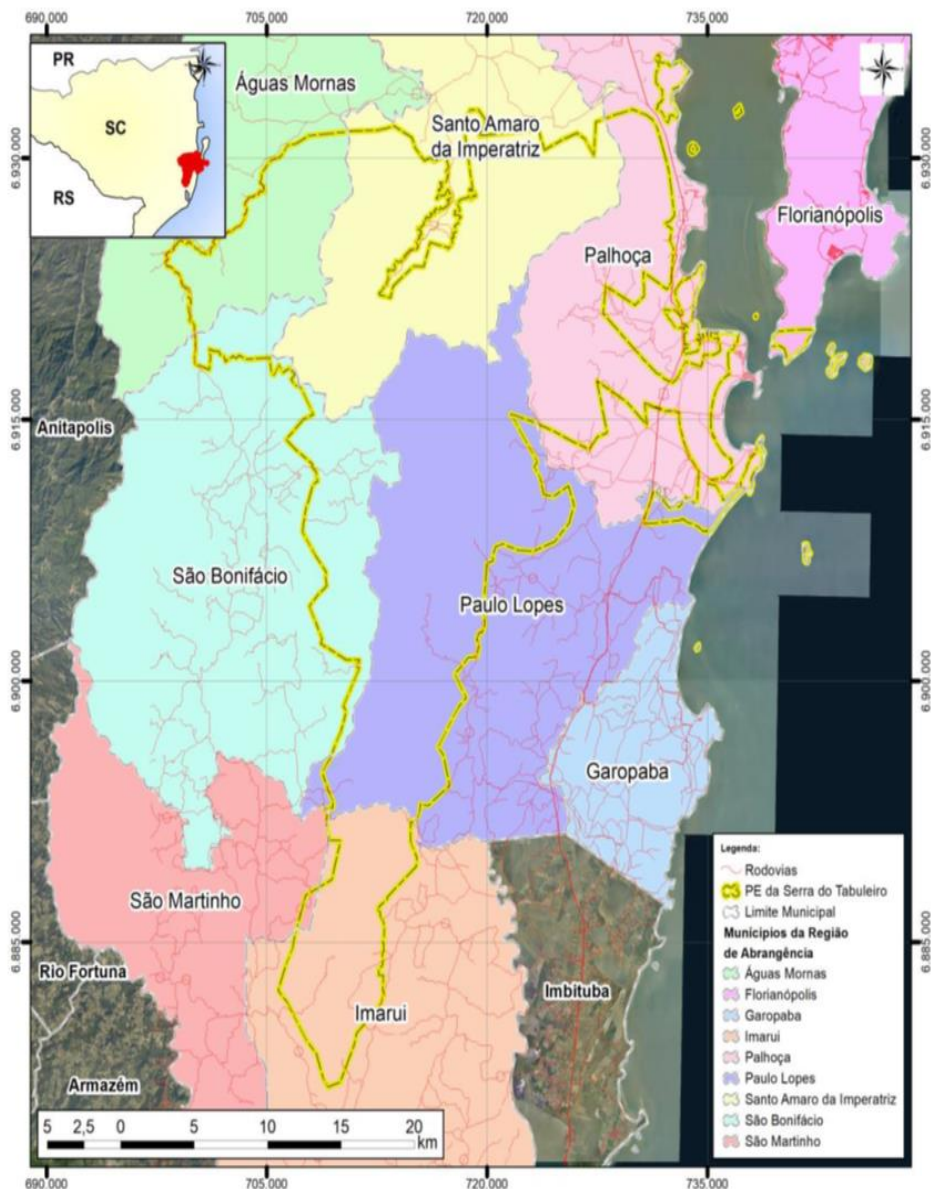 690.000 705.000 720.000 735.000
PR
SC
RS
Águas Mornas
Santo Amaro
da Imperatriz
6.930.000 6.930.000
Florianópolis
Palhoça
6.915.000 6.915.000
Anitapolis
São Bonifácio
Paulo Lopes
6.900.000 6.900.000
Garopaba
São Martinho
6.885.000 6.885.000
Rio Fortuna
Imbituba
Imarui
Armazém
Legenda:
Rodovias
PE da Serra do Tabuleiro
Limite Municipal
Municípios da Região
de Abrangência
Águas Mornas
Florianópolis
Garopaba
Imarui
Palhoça
Paulo Lopes
Santo Amaro da Imperatriz
São Bonifácio
São Martinho
5 2,5 0 5 10 15 20
km
690.000 705.000 720.000 735.000